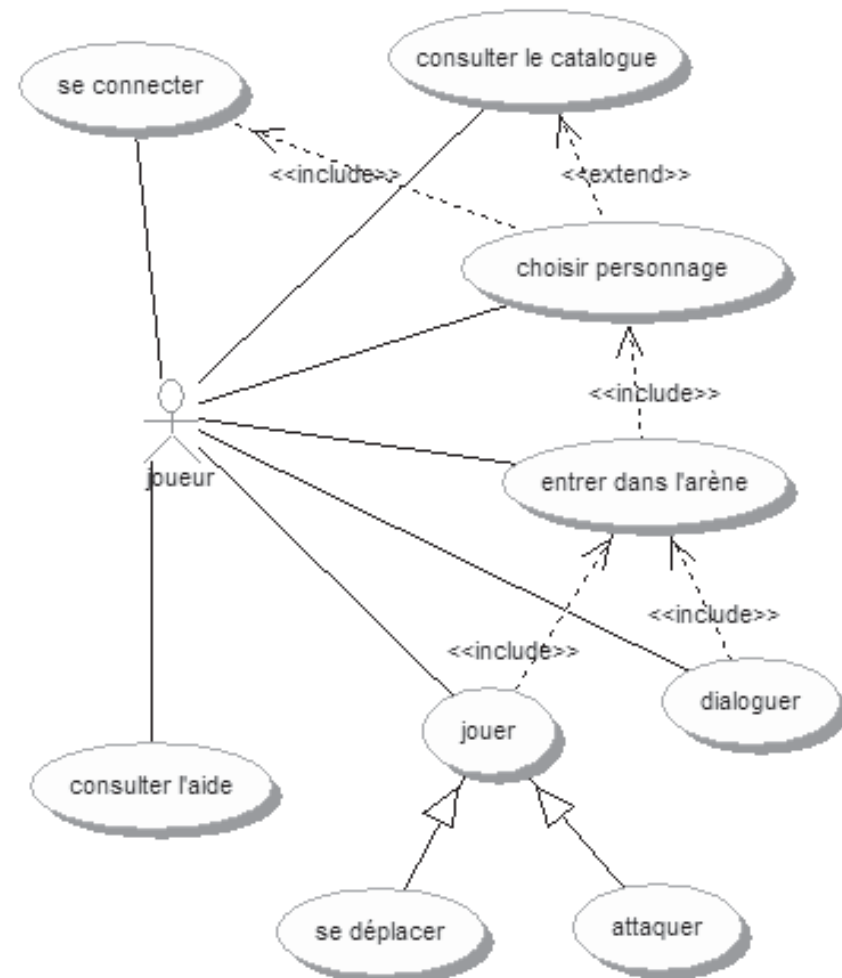 consulter le catalogue
se connecter
<<include>>
<<extend>>
choisir personnage
<<include>>
joueur
entrer dans l'arène
<<include>>
<<include>>
dialoguer
jouer
consulter l'aide
se déplacer
attaquer